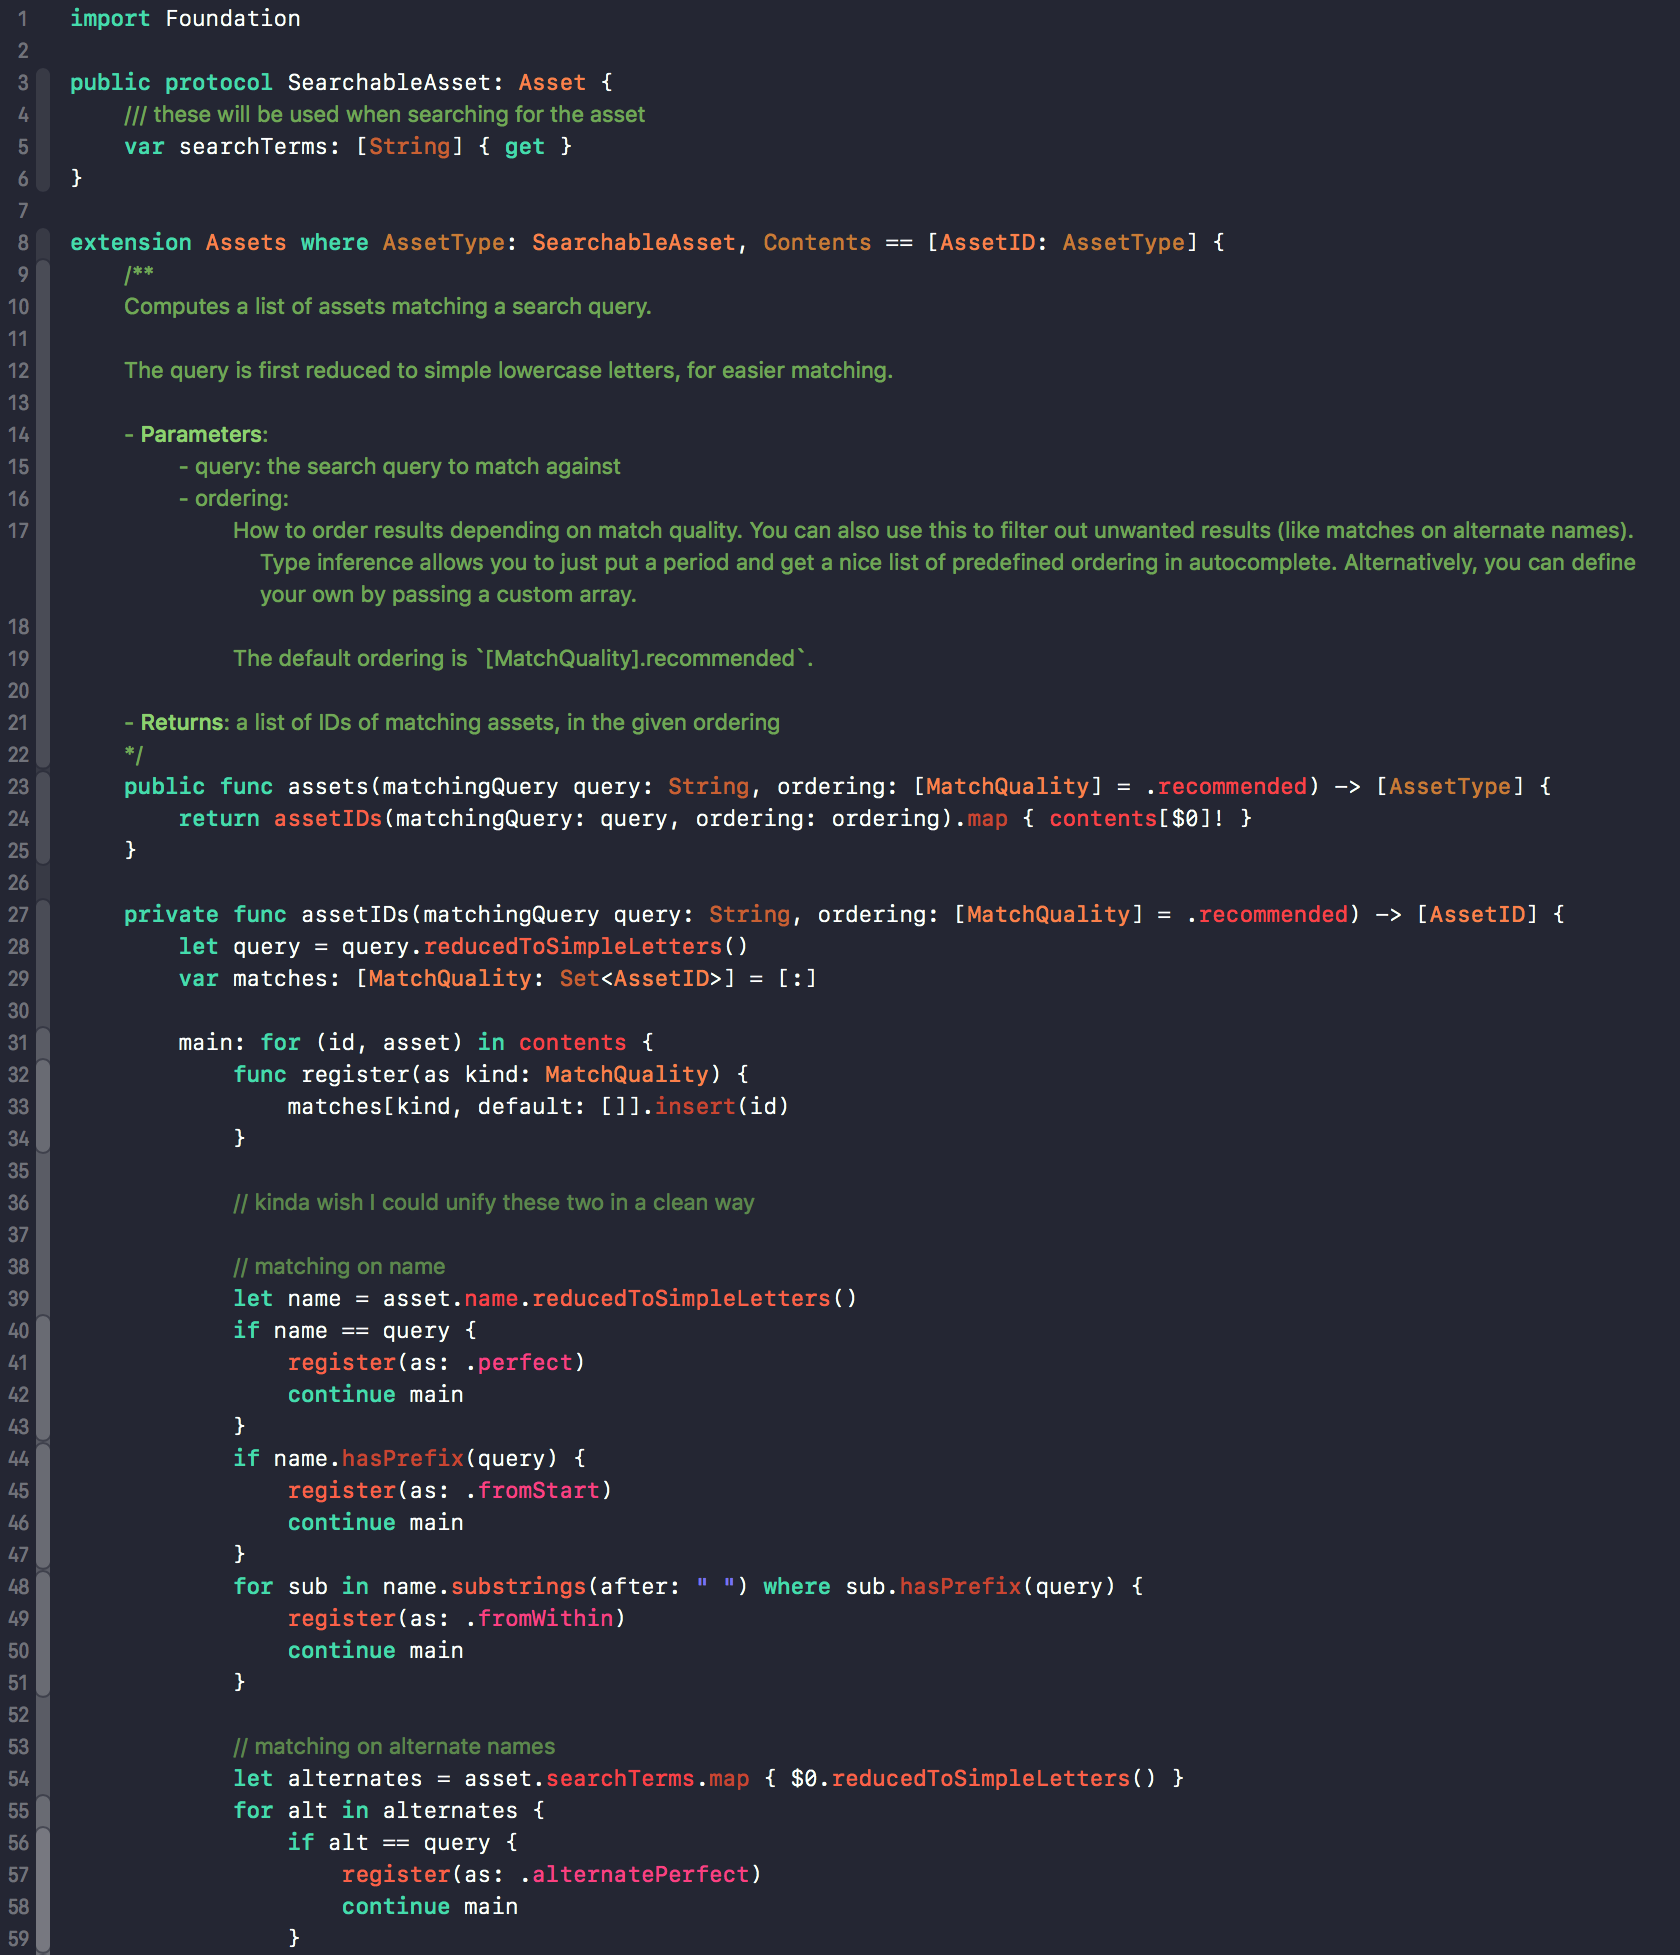 1 import Foundation
2
3 public protocol SearchableAsset: Asset {
4 /// these will be used when searching for the asset
5 var searchTerms: [String] { get }
6 }
7
8 extension Assets where AssetType: SearchableAsset, Contents == [AssetID: AssetType] {
9 /**
10 Computes a list of assets matching a search query.
11
12 The query is first reduced to simple lowercase letters, for easier matching.
13
14 - Parameters:
15 - query: the search query to match against
16 - ordering:
17 How to order results depending on match quality. You can also use this to filter out unwanted results (like matches on alternate names).
Type inference allows you to just put a period and get a nice list of predefined ordering in autocomplete. Alternatively, you can define
your own by passing a custom array.
18
19 The default ordering is `[MatchQuality].recommended`.
20
21 - Returns: a list of IDs of matching assets, in the given ordering
22 */
23 public func assets(matchingQuery query: String, ordering: [MatchQuality] = .recommended) -> [AssetType] {
24 return assetIDs(matchingQuery: query, ordering: ordering).map { contents[$0]! }
25 }
26
27 private func assetIDs(matchingQuery query: String, ordering: [MatchQuality] = .recommended) -> [AssetID] {
28 let query = query.reducedToSimpleLetters()
29 var matches: [MatchQuality: Set<AssetID>] = [:]
30
31 main: for (id, asset) in contents {
32 func register(as kind: MatchQuality) {
33 matches[kind, default: []].insert(id)
34 }
35
36 // kinda wish I could unify these two in a clean way
37
38 // matching on name
39 let name = asset.name.reducedToSimpleLetters()
40 if name == query {
41 register(as: .perfect)
42 continue main
43 }
44 if name.hasPrefix(query) {
45 register(as: .fromStart)
46 continue main
47 }
48 for sub in name.substrings(after: " ") where sub.hasPrefix(query) {
49 register(as: .fromWithin)
50 continue main
51 }
52
53 // matching on alternate names
54 let alternates = asset.searchTerms.map { $0.reducedToSimpleLetters() }
55 for alt in alternates {
56 if alt == query {
57 register(as: .alternatePerfect)
58 continue main
59 }